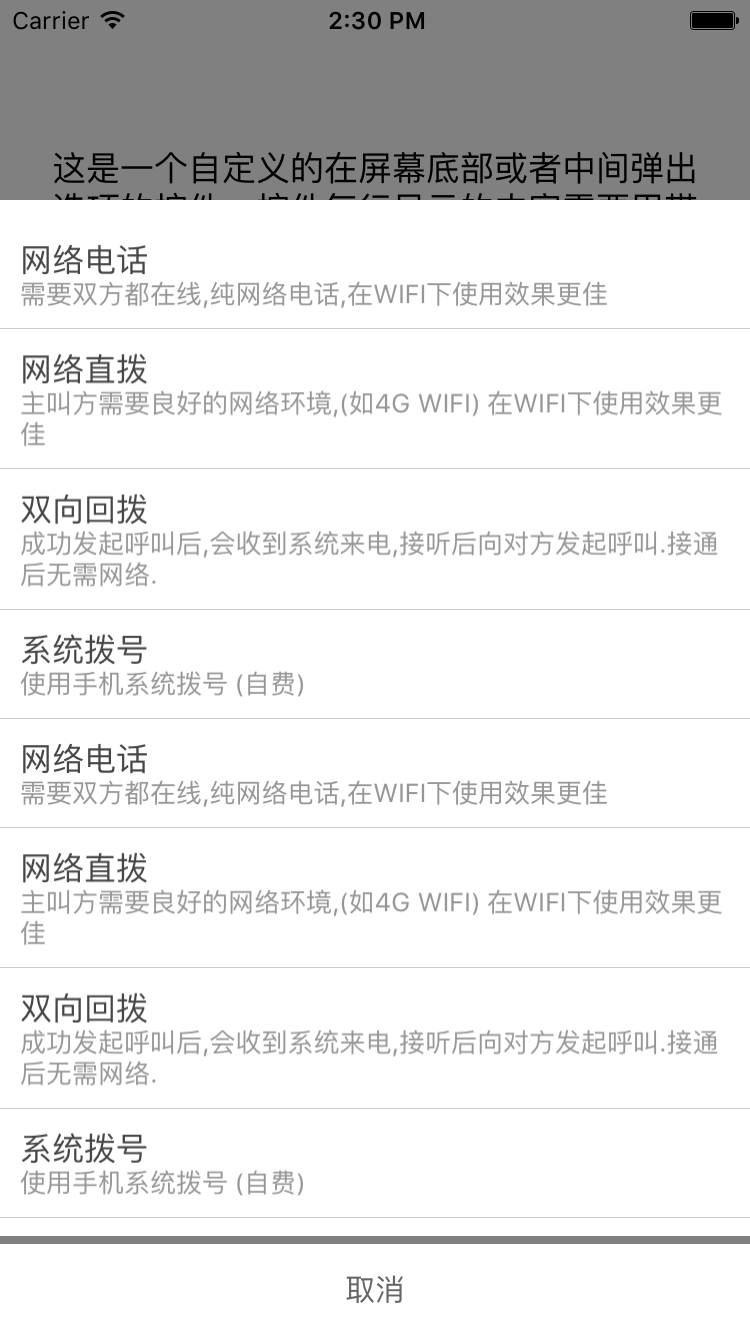 Carrier 2:30 PM
这是一个自定义的在屏幕底部或者中间弹出
网络电话
需要双方都在线,纯网络电话,在WIFI下使用效果更佳
网络直拨
主叫方需要良好的网络环境,(如4G WIFI) 在WIFI下使用效果更
佳
双向回拨
成功发起呼叫后,会收到系统来电,接听后向对方发起呼叫.接通
后无需网络.
系统拨号
使用手机系统拨号 (自费)
网络电话
需要双方都在线,纯网络电话,在WIFI下使用效果更佳
网络直拨
主叫方需要良好的网络环境,(如4G WIFI) 在WIFI下使用效果更
佳
双向回拨
成功发起呼叫后,会收到系统来电,接听后向对方发起呼叫.接通
后无需网络.
系统拨号
使用手机系统拨号 (自费)
取消